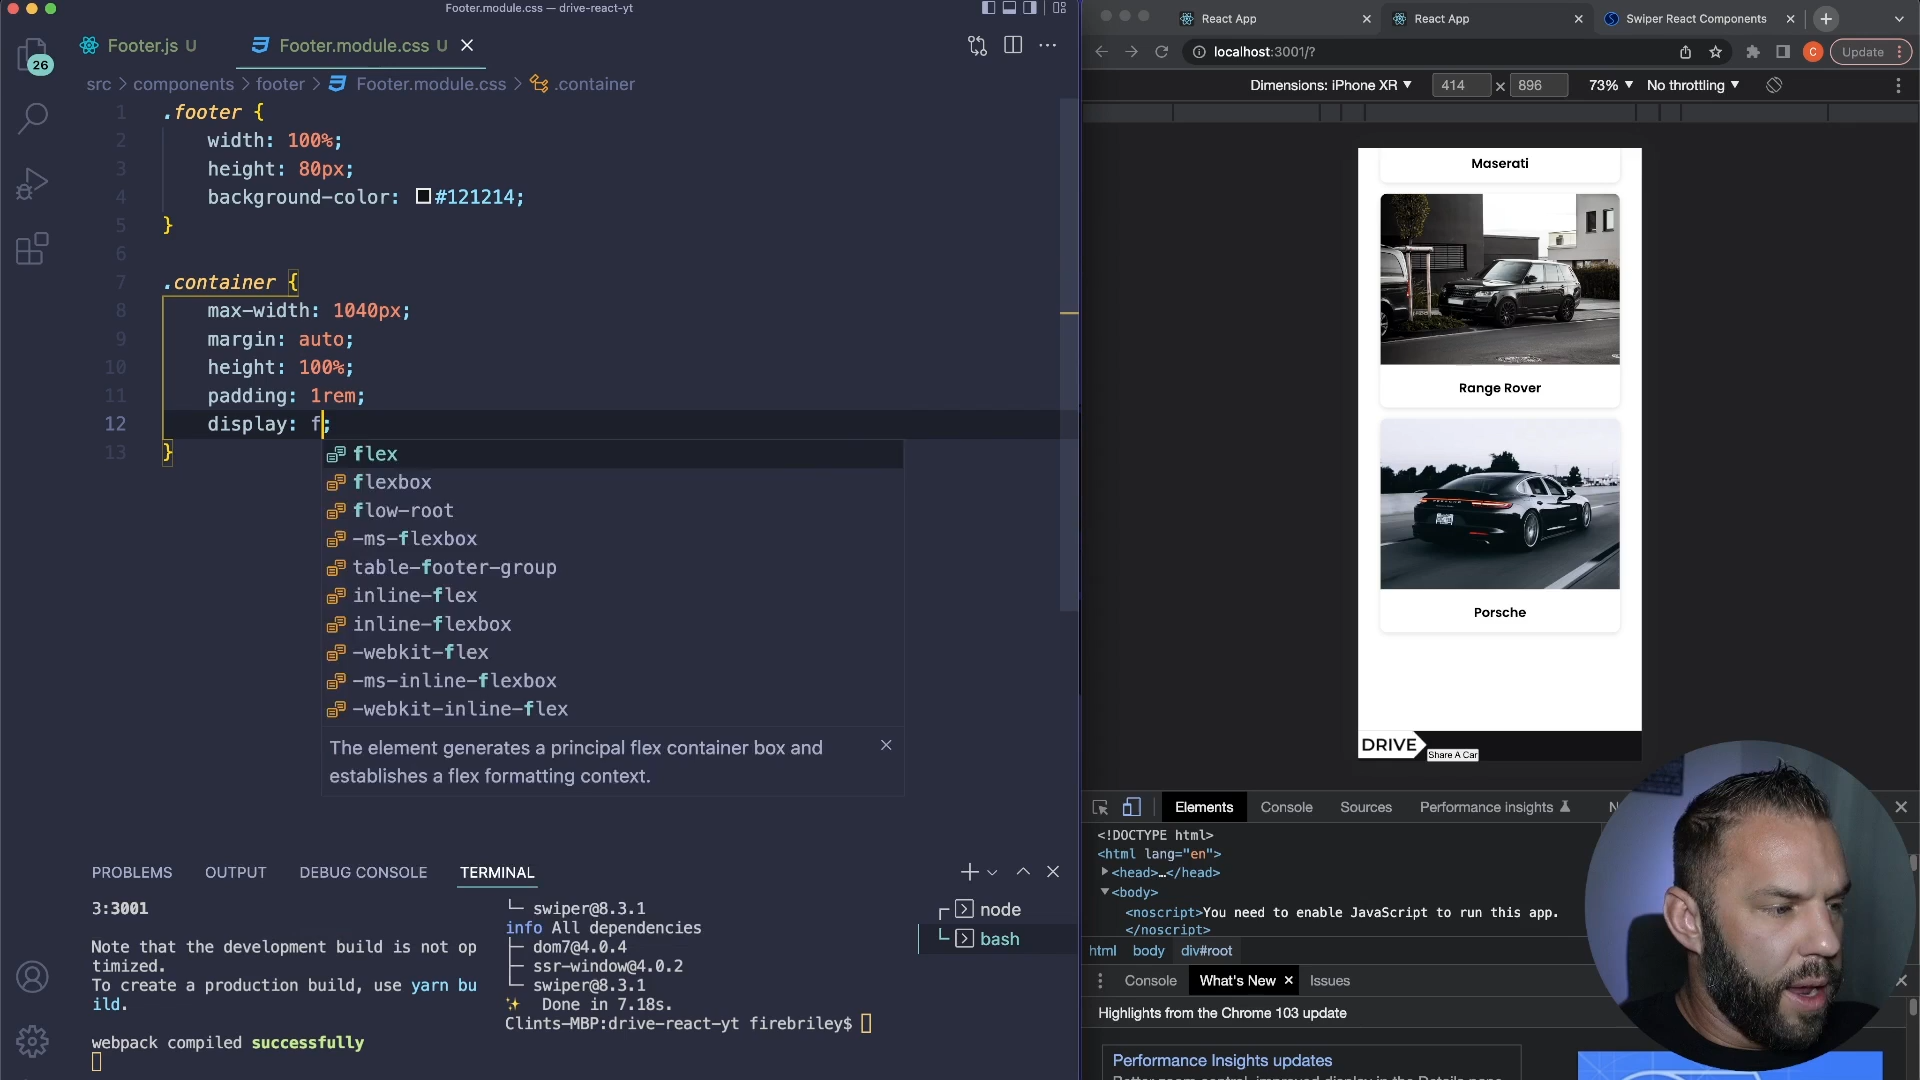 Footer.module.css — drive-react-yt
Footer.js U
Footer.module.css U
src > components > footer > Footer.module.css > .container
26
1 .footer {
2 width: 100%;
3 height: 80px;
4 background-color: #121214;
5 }
6
7 .container {
8 max-width: 1040px;
9 margin: auto;
10 height: 100%;
11 padding: 1rem;
12 display: f;
13 }
flex
flexbox
flow-root
-ms-flexbox
table-footer-group
inline-flex
inline-flexbox
-webkit-flex
-ms-inline-flexbox
-webkit-inline-flex
The element generates a principal flex container box and
establishes a flex formatting context.
PROBLEMS OUTPUT DEBUG CONSOLE TERMINAL
3:3001
Note that the development build is not op
timized.
To create a production build, use yarn bu
ild.
webpack compiled successfully
└─ swiper@8.3.1
info All dependencies
├─ dom7@4.0.4
├─ ssr-window@4.0.2
└─ swiper@8.3.1
✨ Done in 7.18s.
Clints-MBP:drive-react-yt firebriley$
node
bash
React App
React App
Swiper React Components
localhost:3001/?
C
Update
Dimensions: iPhone XR 414 × 896 73% No throttling
Maserati
Range Rover
Porsche
DRIVE
Share A Car
Elements Console Sources Performance insights N
<!DOCTYPE html>
<html lang="en">
<head>…</head>
<body>
<noscript>You need to enable JavaScript to run this app.
</noscript>
html body div#root
Console What's New Issues
Highlights from the Chrome 103 update
Performance Insights updates